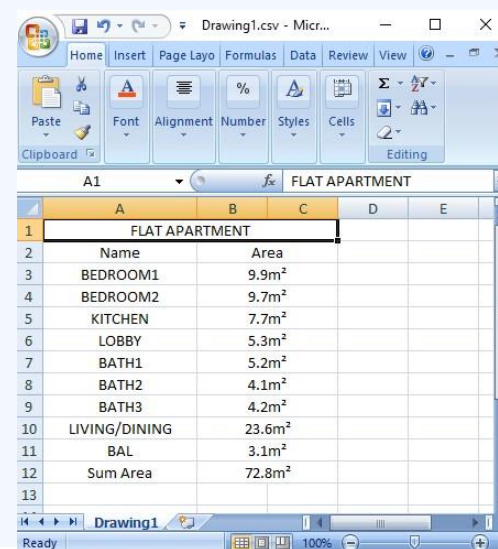 Drawing1.csv - Micr...
Home Insert Page Layo Formulas Data Review View
Paste Font Alignment Number Styles Cells
Clipboard Editing
A1 fx FLAT APARTMENT
A B C D E
1 FLAT APARTMENT
2 Name Area
3 BEDROOM1 9.9m²
4 BEDROOM2 9.7m²
5 KITCHEN 7.7m²
6 LOBBY 5.3m²
7 BATH1 5.2m²
8 BATH2 4.1m²
9 BATH3 4.2m²
10 LIVING/DINING 23.6m²
11 BAL 3.1m²
12 Sum Area 72.8m²
13
Drawing1
Ready 100%